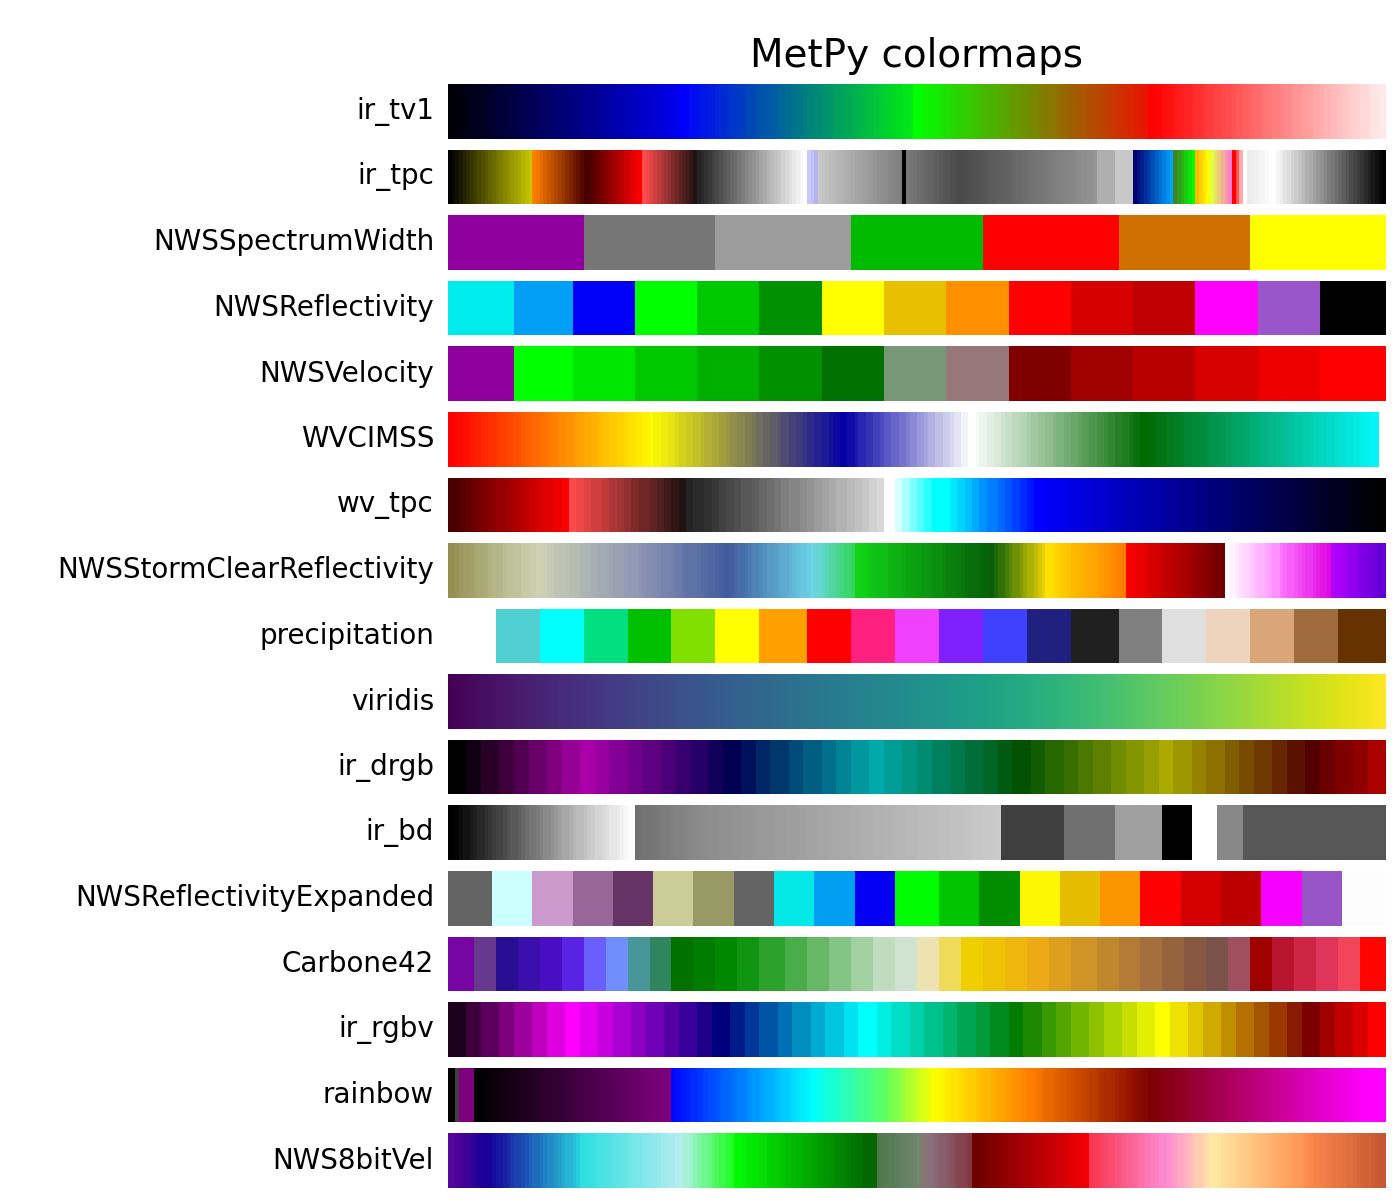 MetPy colormaps
ir_tv1
ir_tpc
NWSSpectrumWidth
NWSReflectivity
NWSVelocity
WVCIMSS
wv_tpc
NWSStormClearReflectivity
precipitation
viridis
ir_drgb
ir_bd
NWSReflectivityExpanded
Carbone42
ir_rgbv
rainbow
NWS8bitVel